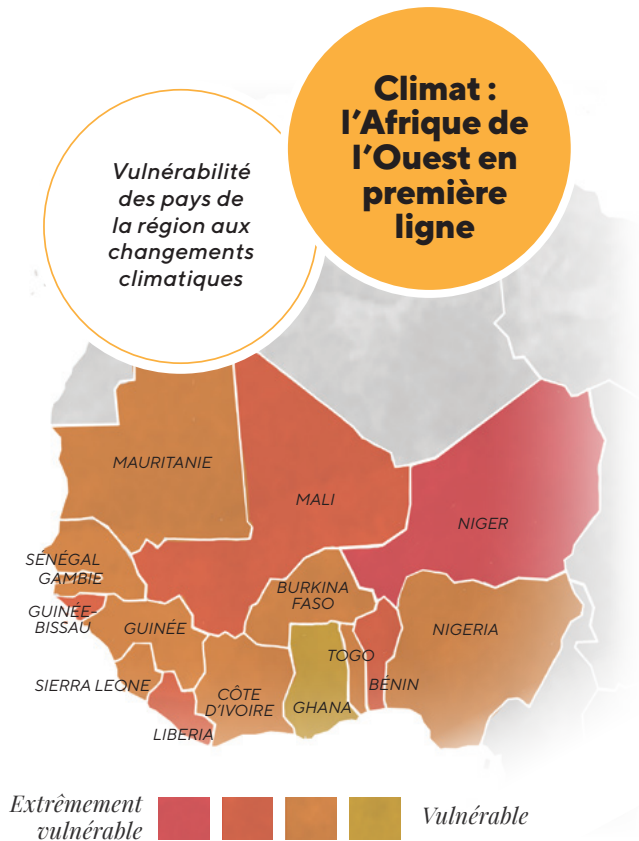 Climat :
l'Afrique de
l'Ouest en
première
ligne
Vulnérabilité
des pays de
la région aux
changements
climatiques
MAURITANIE
MALI
NIGER
SÉNÉGAL
GAMBIE
BURKINA
FASO
GUINÉE-
BISSAU
GUINÉE
NIGERIA
TOGO
BÉNIN
SIERRA LEONE
CÔTE
D'IVOIRE
GHANA
LIBERIA
Extrêmement
vulnérable
Vulnérable